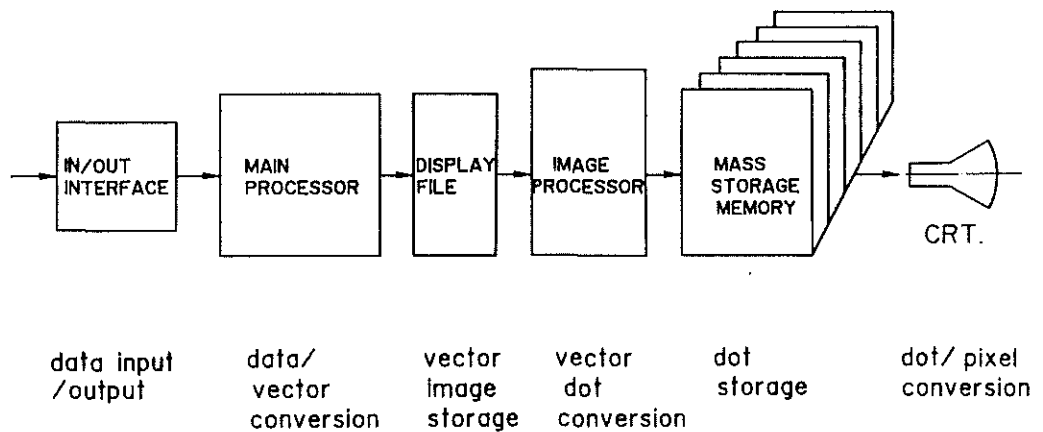 IN/OUT
INTERFACE
MAIN
PROCESSOR
DISPLAY
FILE
IMAGE
PROCESSOR
MASS
STORAGE
MEMORY
CRT.
data input
/output
data/
vector
conversion
vector
image
storage
vector
dot
conversion
dot
storage
dot/pixel
conversion